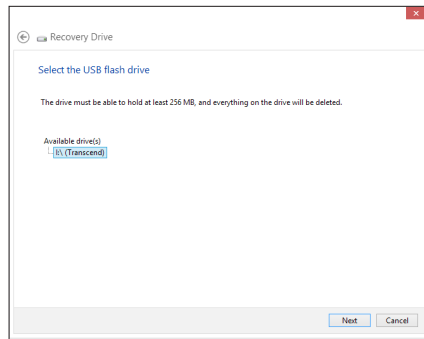 Recovery Drive
Select the USB flash drive
The drive must be able to hold at least 256 MB, and everything on the drive will be deleted.
Available drive(s)
I:\ (Transcend)
Next Cancel